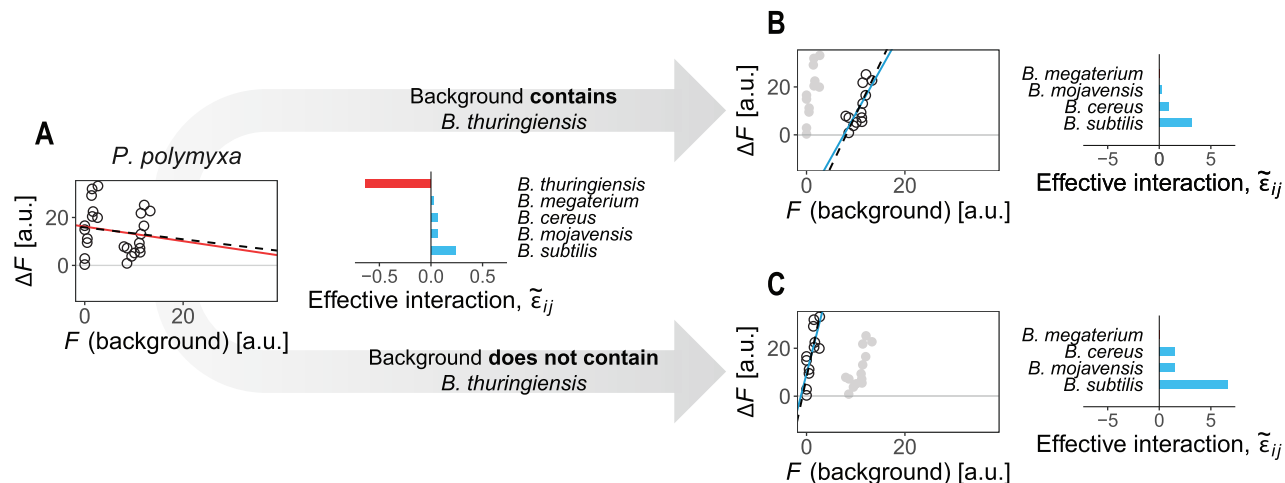 A
P. polymyxa
ΔF [a.u.]
20
0
0
20
F (background) [a.u.]
B. thuringiensis
B. megaterium
B. cereus
B. mojavensis
B. subtilis
−0.5
0.0
0.5
Effective interaction, ε̃ij
Background contains
B. thuringiensis
Background does not contain
B. thuringiensis
B
ΔF [a.u.]
20
0
20
F (background) [a.u.]
B. megaterium
B. mojavensis
B. cereus
B. subtilis
−5
0
5
Effective interaction, ε̃ij
C
ΔF [a.u.]
20
0
0
20
F (background) [a.u.]
B. megaterium
B. cereus
B. mojavensis
B. subtilis
−5
0
5
Effective interaction, ε̃ij